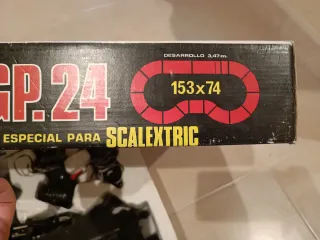 DESARROLLO 3,47m.
GP.24
153x74
ESPECIAL PARA SCALEXTRIC